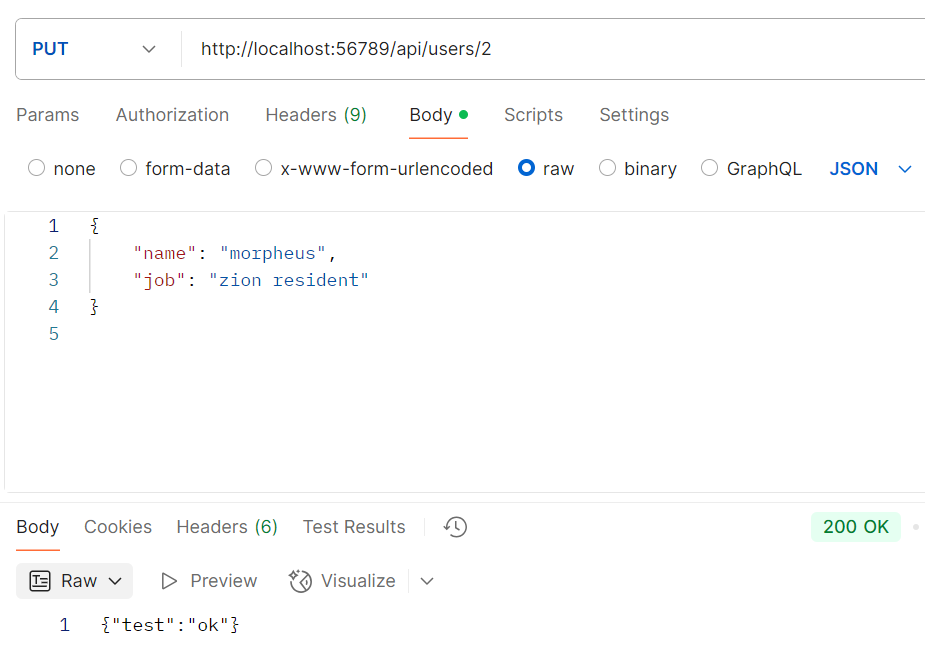 PUT http://localhost:56789/api/users/2
Params Authorization Headers (9) Body Scripts Settings
none form-data x-www-form-urlencoded raw binary GraphQL JSON
1 {
2 "name": "morpheus",
3 "job": "zion resident"
4 }
5
Body Cookies Headers (6) Test Results 200 OK
Raw Preview Visualize
1 {"test":"ok"}